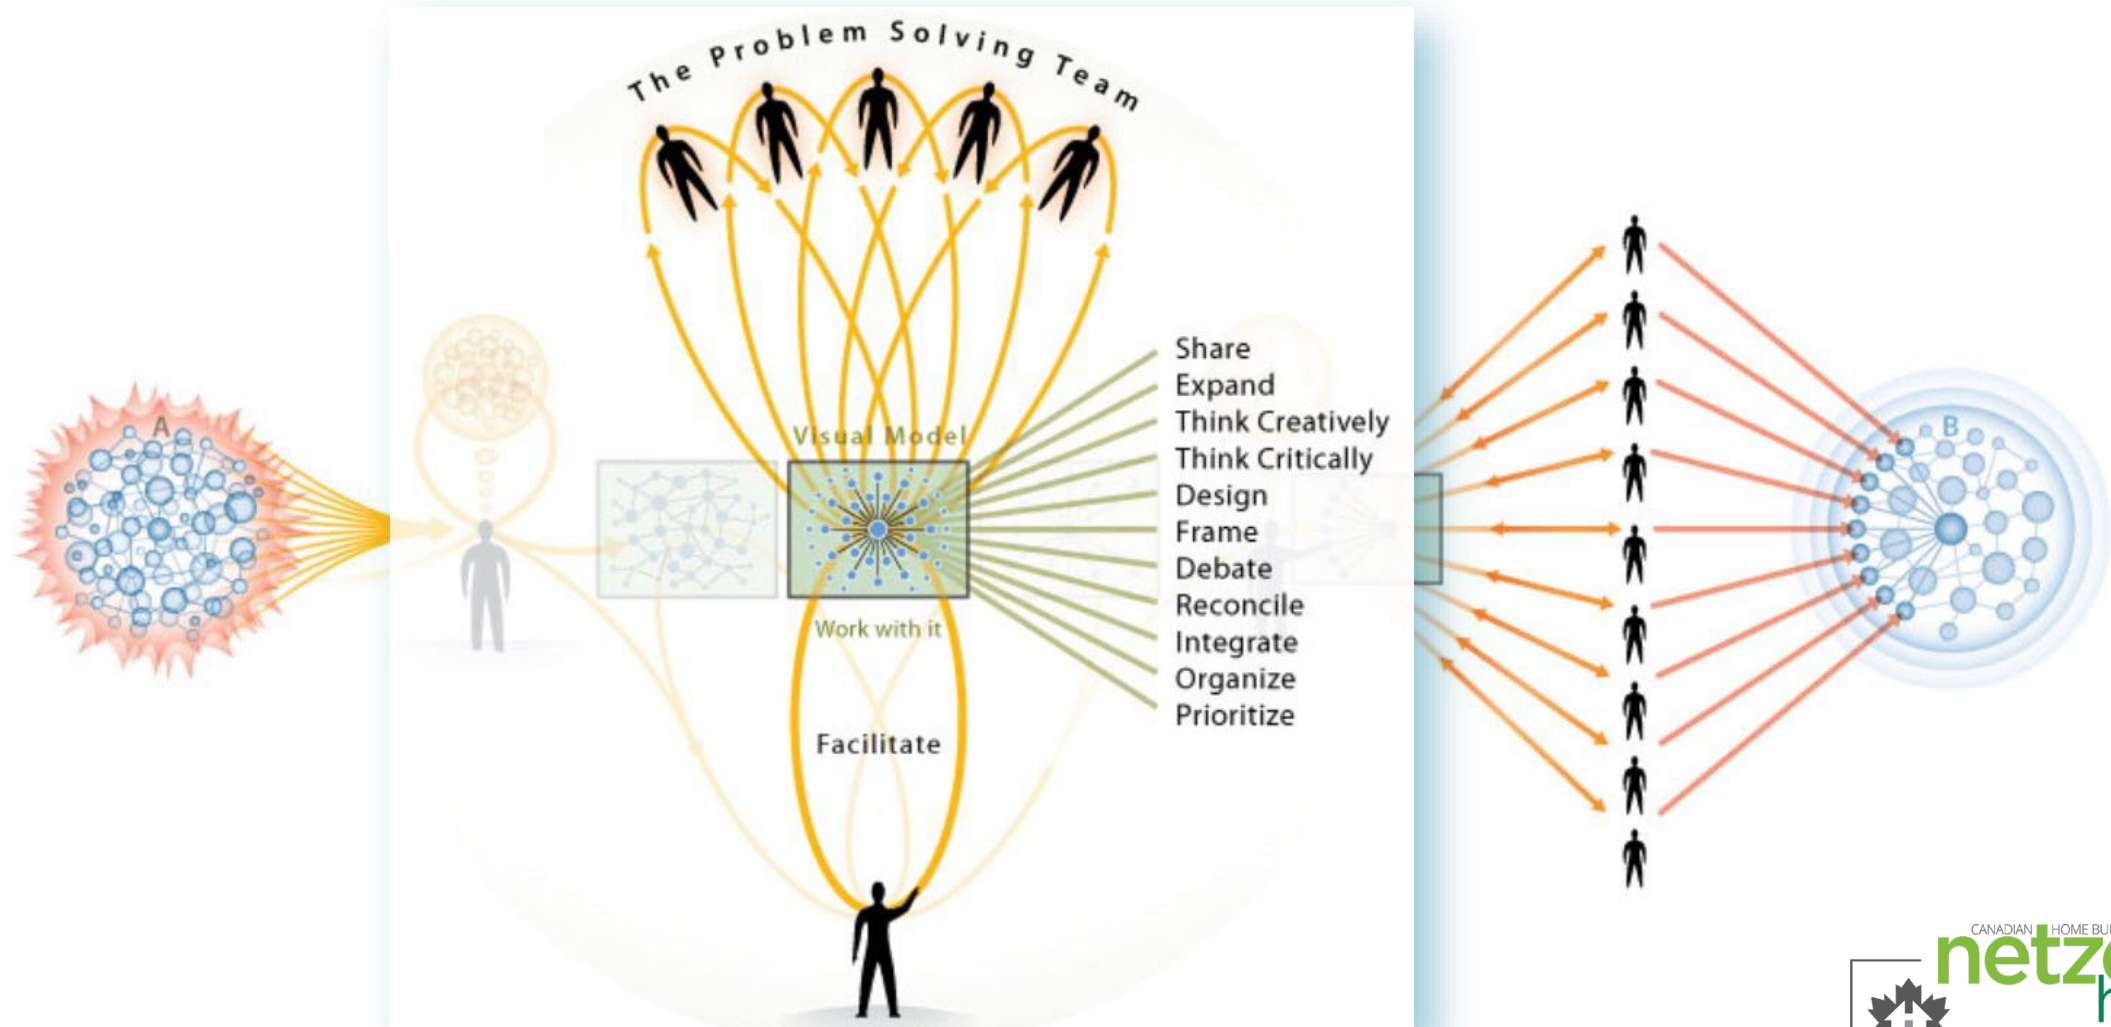 The Problem Solving Team
A
Visual Model
Work with it
Facilitate
Share
Expand
Think Creatively
Think Critically
Design
Frame
Debate
Reconcile
Integrate
Organize
Prioritize
B
CANADIAN HOME BUI
netze
h